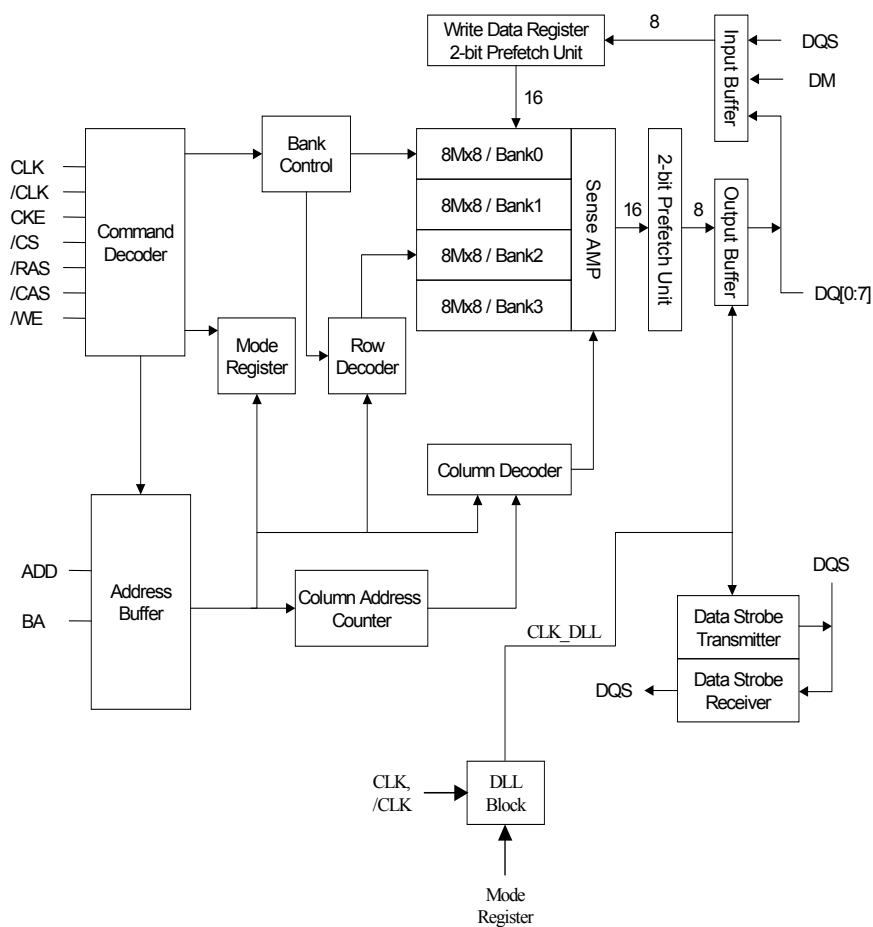 Write Data Register
2-bit Prefetch Unit
8
Input Buffer
DQS
DM
16
Bank
Control
8Mx8 / Bank0
8Mx8 / Bank1
8Mx8 / Bank2
8Mx8 / Bank3
Sense AMP
16
2-bit Prefetch Unit
8
Output Buffer
DQ[0:7]
CLK
/CLK
CKE
/CS
/RAS
/CAS
/WE
Command
Decoder
Mode
Register
Row
Decoder
Column Decoder
ADD
BA
Address
Buffer
Column Address
Counter
CLK_DLL
DQS
Data Strobe
Transmitter
Data Strobe
Receiver
DQS
CLK,
/CLK
DLL
Block
Mode
Register